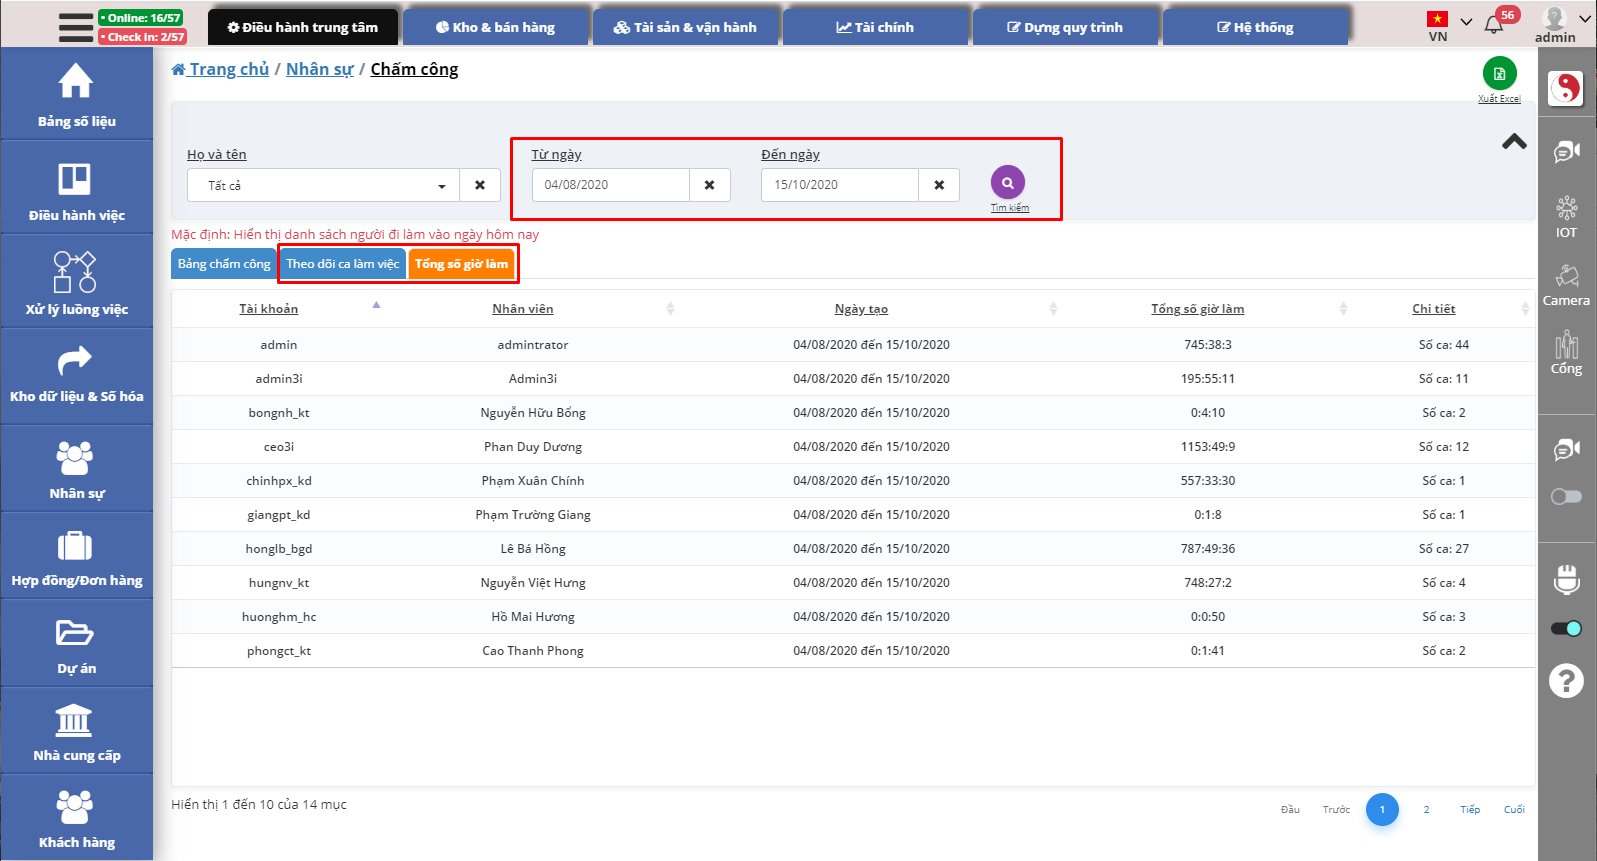 • Online: 16/57
• Check in: 2/57
Điều hành trung tâm
Kho & bán hàng
Tài sản & vận hành
Tài chính
Dựng quy trình
Hệ thống
VN
56
admin
Bảng số liệu
Điều hành việc
Xử lý luồng việc
Kho dữ liệu & Số hóa
Nhân sự
Hợp đồng/Đơn hàng
Dự án
Nhà cung cấp
Khách hàng
Trang chủ / Nhân sự / Chấm công
Xuất Excel
Họ và tên
Tất cả
Từ ngày
04/08/2020
Đến ngày
15/10/2020
Tìm kiếm
Mặc định: Hiển thị danh sách người đi làm vào ngày hôm nay
Bảng chấm công
Theo dõi ca làm việc
Tổng số giờ làm
Tài khoản Nhân viên Ngày tạo Tổng số giờ làm Chi tiết
admin admintrator 04/08/2020 đến 15/10/2020 745:38:3 Số ca: 44
admin3i Admin3i 04/08/2020 đến 15/10/2020 195:55:11 Số ca: 11
bongnh_kt Nguyễn Hữu Bổng 04/08/2020 đến 15/10/2020 0:4:10 Số ca: 2
ceo3i Phan Duy Dương 04/08/2020 đến 15/10/2020 1153:49:9 Số ca: 12
chinhpx_kd Phạm Xuân Chính 04/08/2020 đến 15/10/2020 557:33:30 Số ca: 1
giangpt_kd Phạm Trường Giang 04/08/2020 đến 15/10/2020 0:1:8 Số ca: 1
honglb_bgd Lê Bá Hồng 04/08/2020 đến 15/10/2020 787:49:36 Số ca: 27
hungnv_kt Nguyễn Việt Hưng 04/08/2020 đến 15/10/2020 748:27:2 Số ca: 4
huonghm_hc Hồ Mai Hương 04/08/2020 đến 15/10/2020 0:0:50 Số ca: 3
phongct_kt Cao Thanh Phong 04/08/2020 đến 15/10/2020 0:1:41 Số ca: 2
Hiển thị 1 đến 10 của 14 mục
Đầu Trước 1 2 Tiếp Cuối
IOT
Camera
Cổng
?